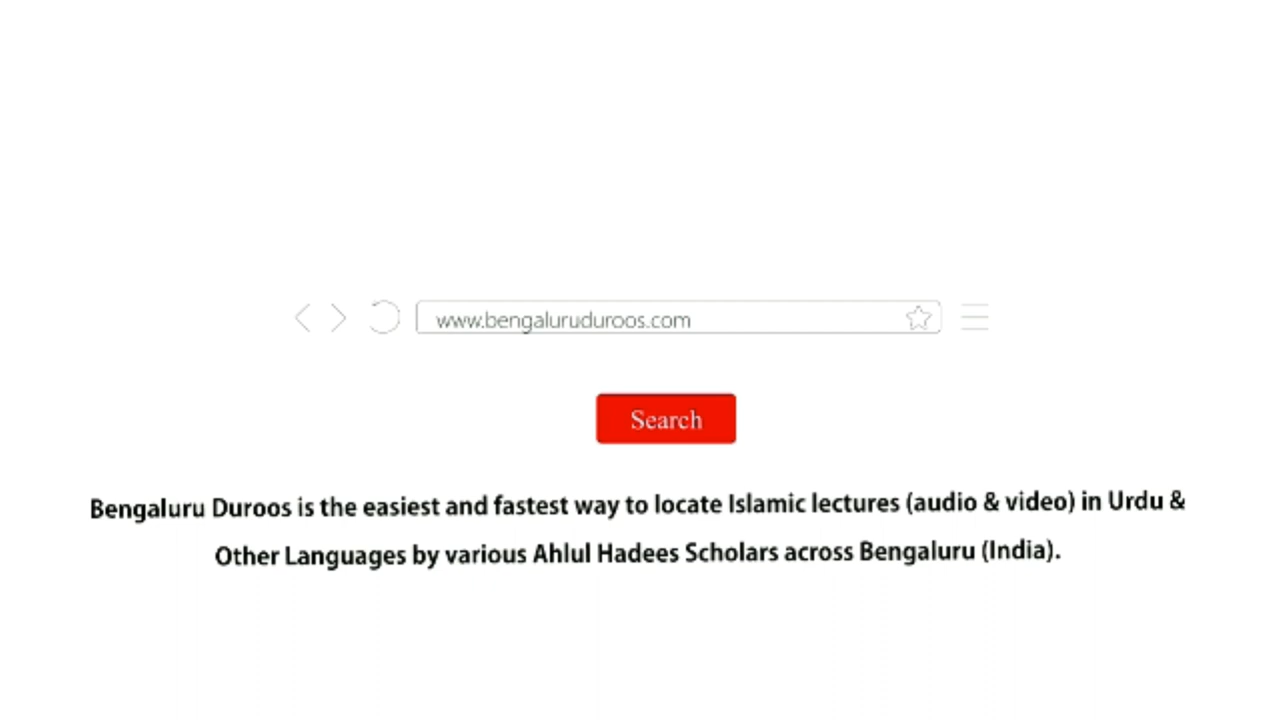 www.bengaluruduroos.com
Search
Bengaluru Duroos is the easiest and fastest way to locate Islamic lectures (audio & video) in Urdu &
Other Languages by various Ahlul Hadees Scholars across Bengaluru (India).